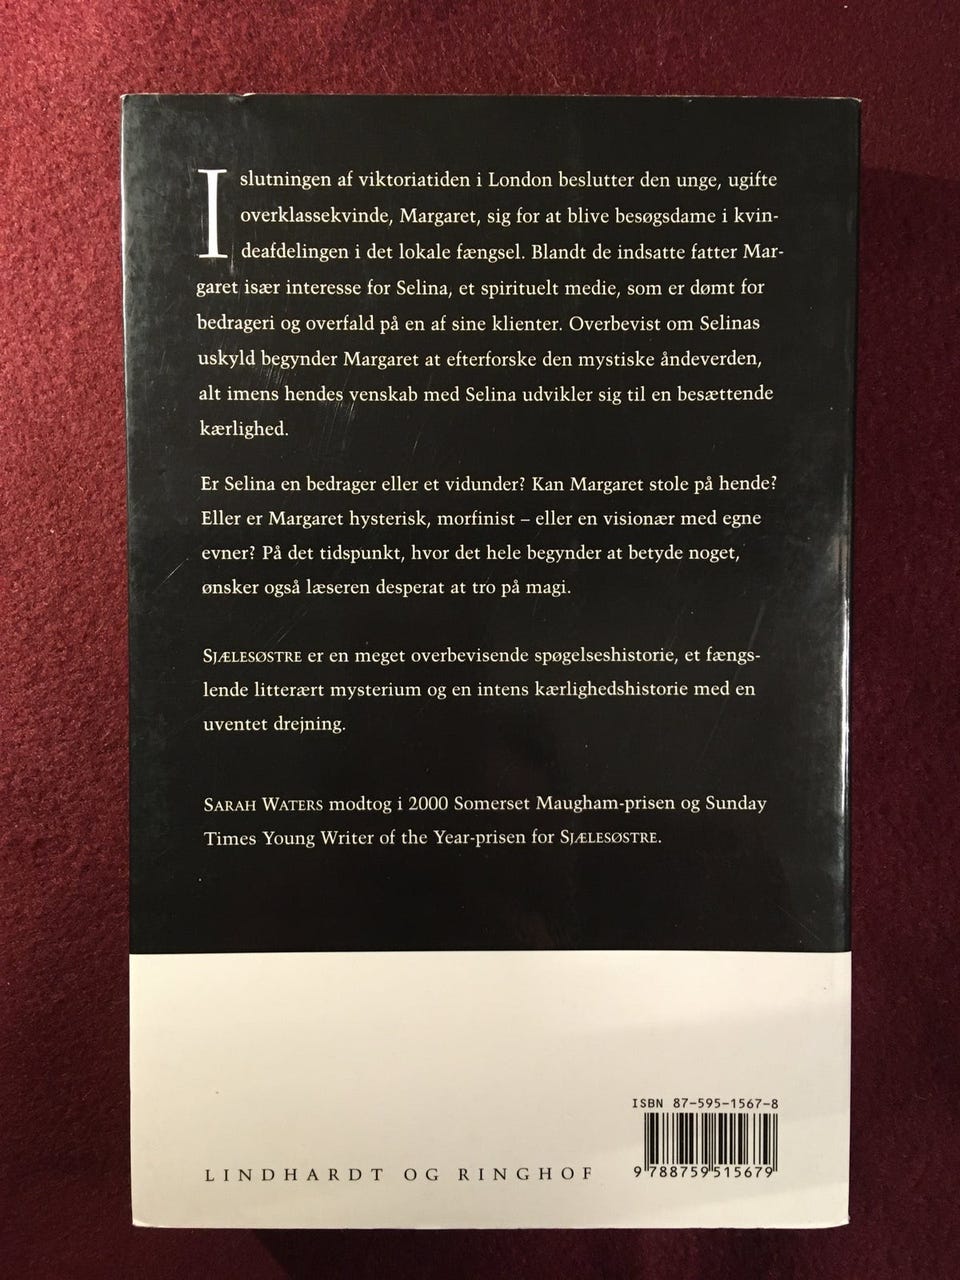 I slutningen af viktoriatiden i London beslutter den unge, ugifte
overklassekvinde, Margaret, sig for at blive besøgsdame i kvin-
deafdelingen i det lokale fængsel. Blandt de indsatte fatter Mar-
garet især interesse for Selina, et spirituelt medie, som er dømt for
bedrageri og overfald på en af sine klienter. Overbevist om Selinas
uskyld begynder Margaret at efterforske den mystiske åndeverden,
alt imens hendes venskab med Selina udvikler sig til en besættende
kærlighed.
Er Selina en bedrager eller et vidunder? Kan Margaret stole på hende?
Eller er Margaret hysterisk, morfinist – eller en visionær med egne
evner? På det tidspunkt, hvor det hele begynder at betyde noget,
ønsker også læseren desperat at tro på magi.
SJÆLESØSTRE er en meget overbevisende spøgelseshistorie, et fængs-
lende litterært mysterium og en intens kærlighedshistorie med en
uventet drejning.
SARAH WATERS modtog i 2000 Somerset Maugham-prisen og Sunday
Times Young Writer of the Year-prisen for SJÆLESØSTRE.
ISBN 87-595-1567-8
9 788759 515679
LINDHARDT OG RINGHOF